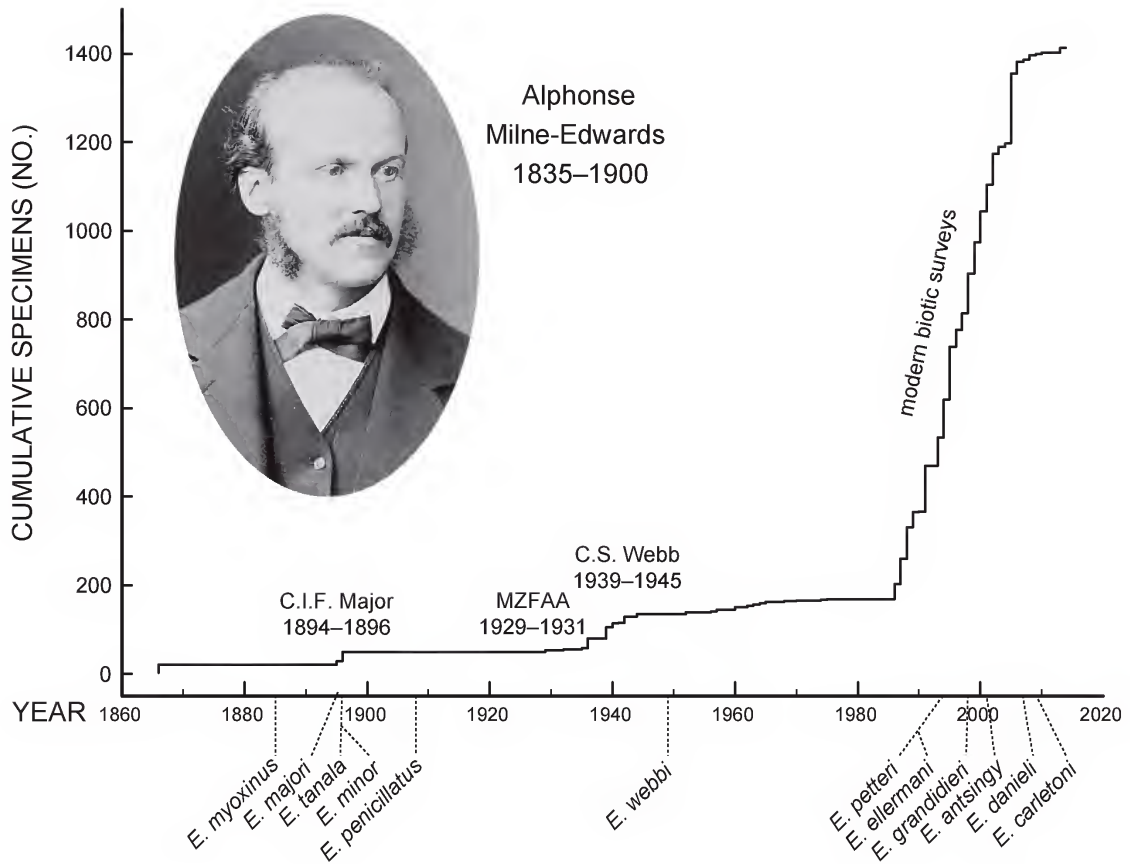 Alphonse
Milne-Edwards
1835–1900
CUMULATIVE SPECIMENS (NO.)
1400
1200
1000
800
600
400
200
0
modern biotic surveys
C.S. Webb
1939–1945
C.I.F. Major
1894–1896
MZFAA
1929–1931
YEAR
1860 1880 1900 1920 1940 1960 1980 2000 2020
E. myoxinus
E. majori
E. tanala
E. minor
E. penicillatus
E. webbi
E. petteri
E. ellermani
E. grandidieri
E. antsingy
E. danieli
E. carletoni